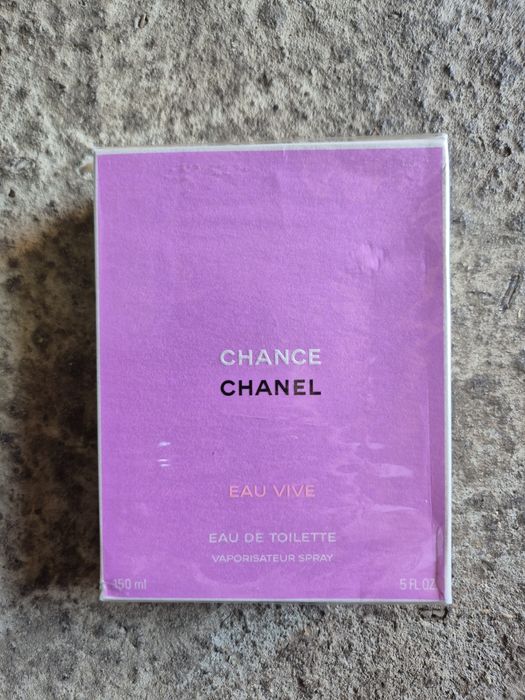 CHANCE
CHANEL
EAU VIVE
EAU DE TOILETTE
VAPORISATEUR SPRAY
150 ml 5 FL. OZ